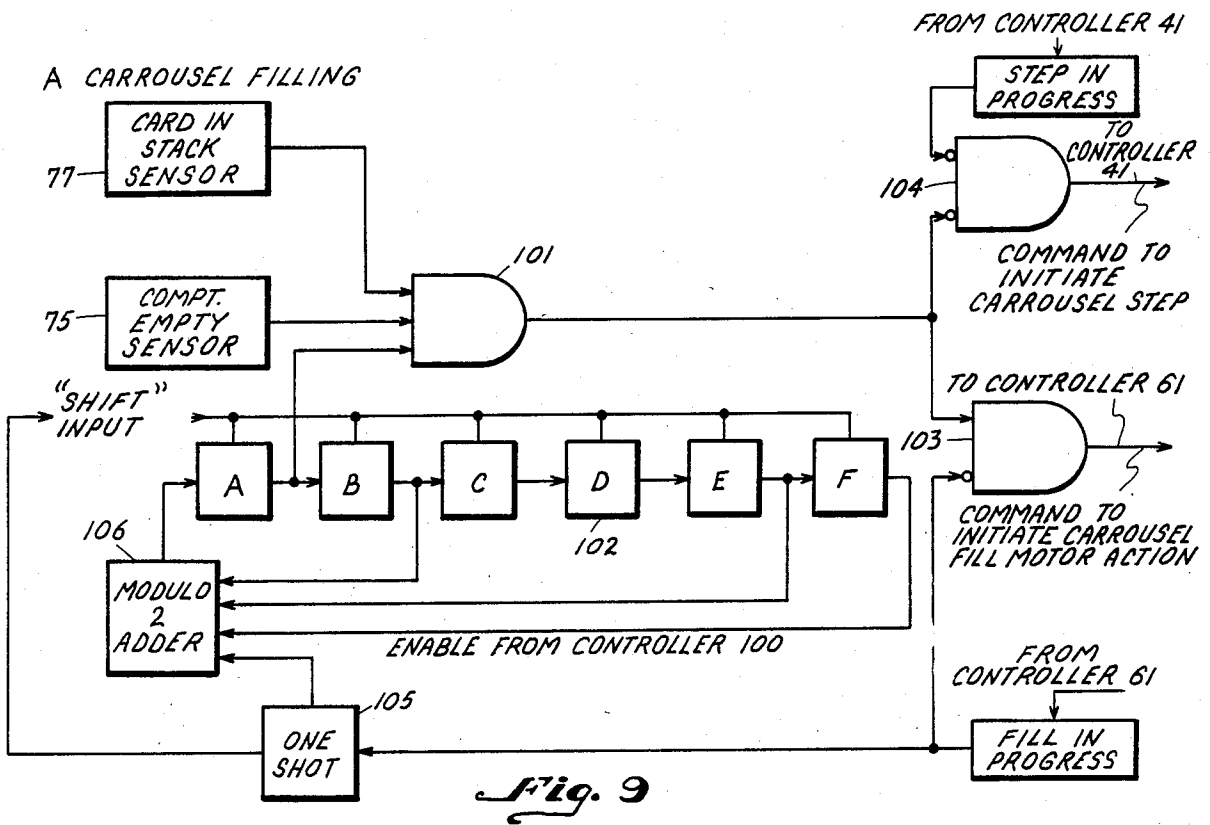 FROM CONTROLLER 41
A CARROUSEL FILLING
STEP IN
PROGRESS
CARD IN
STACK
SENSOR
77
TO
CONTROLLER
41
104
COMMAND TO
INITIATE
CARROUSEL STEP
101
COMPT.
EMPTY
SENSOR
75
"SHIFT"
INPUT
TO CONTROLLER 61
103
A
B
C
D
E
F
102
COMMAND TO
INITIATE CARROUSEL
FILL MOTOR ACTION
106
MODULO
2
ADDER
ENABLE FROM CONTROLLER 100
FROM
CONTROLLER 61
105
ONE
SHOT
FILL IN
PROGRESS
Fig. 9